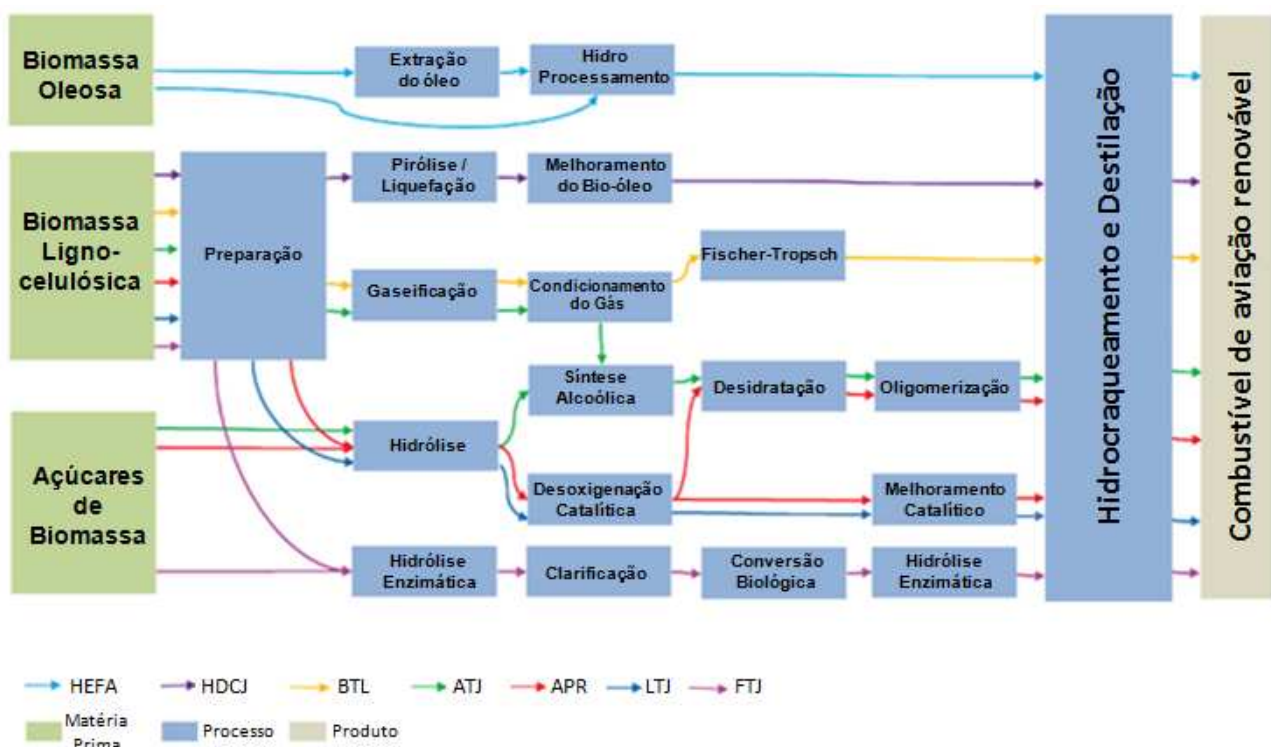 Biomassa
Oleosa
Extração
do óleo
Hidro
Processamento
Biomassa
Ligno-
celulósica
Preparação
Pirólise /
Liquefação
Melhoramento
do Bio-óleo
Gaseificação
Condicionamento
do Gás
Fischer-Tropsch
Síntese
Alcoólica
Desidratação
Oligomerização
Açúcares
de
Biomassa
Hidrólise
Desoxigenação
Catalítica
Melhoramento
Catalítico
Hidrólise
Enzimática
Clarificação
Conversão
Biológica
Hidrólise
Enzimática
Hidrocraqueamento e Destilação
Combustível de aviação renovável
HEFA
HDCJ
BTL
ATJ
APR
LTJ
FTJ
Matéria
Prima
Processo
Produto